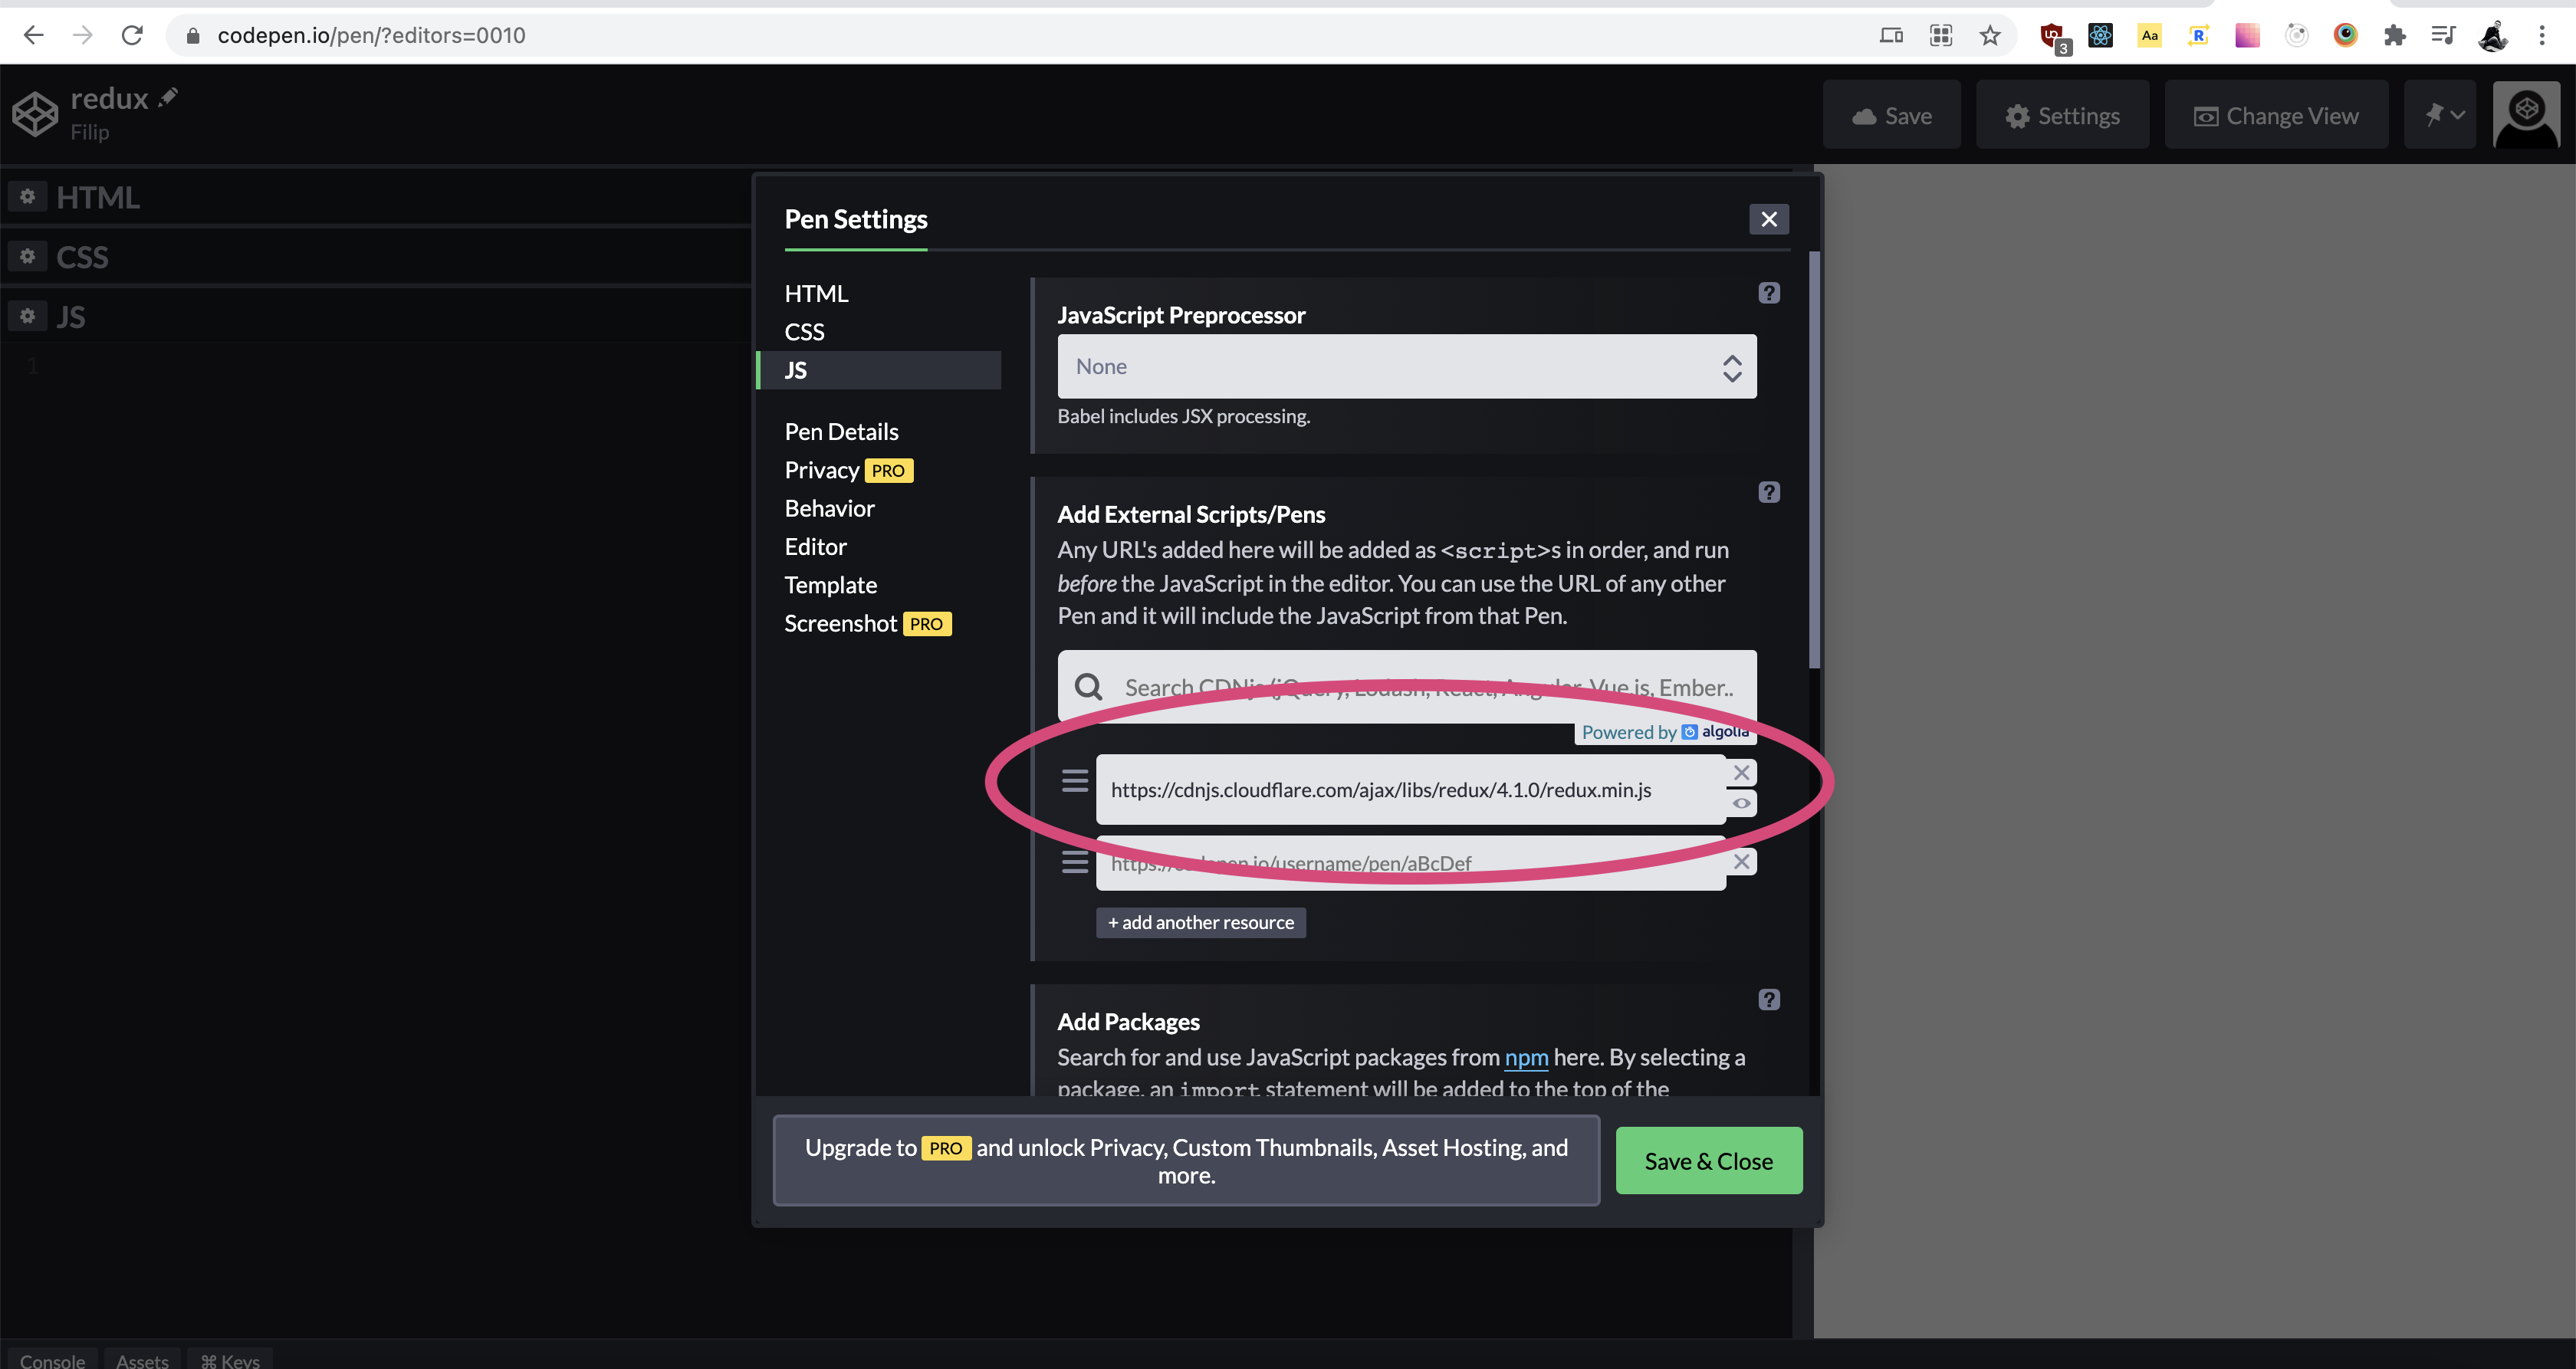 codepen.io/pen/?editors=0010
3
Aa
R
redux
Filip
Save
Settings
Change View
HTML
CSS
JS
1
Pen Settings
HTML
CSS
JS
Pen Details
Privacy PRO
Behavior
Editor
Template
Screenshot PRO
JavaScript Preprocessor
None
Babel includes JSX processing.
Add External Scripts/Pens
Any URL's added here will be added as <script>s in order, and run
before the JavaScript in the editor. You can use the URL of any other
Pen and it will include the JavaScript from that Pen.
Search CDNjs (jQuery, Lodash, React, Angular, Vue.js, Ember..
Powered by algolia
https://cdnjs.cloudflare.com/ajax/libs/redux/4.1.0/redux.min.js
https://codepen.io/username/pen/aBcDef
+ add another resource
Add Packages
Search for and use JavaScript packages from npm here. By selecting a
package, an import statement will be added to the top of the
Upgrade to PRO and unlock Privacy, Custom Thumbnails, Asset Hosting, and
more.
Save & Close
Console
Assets
⌘ Keys